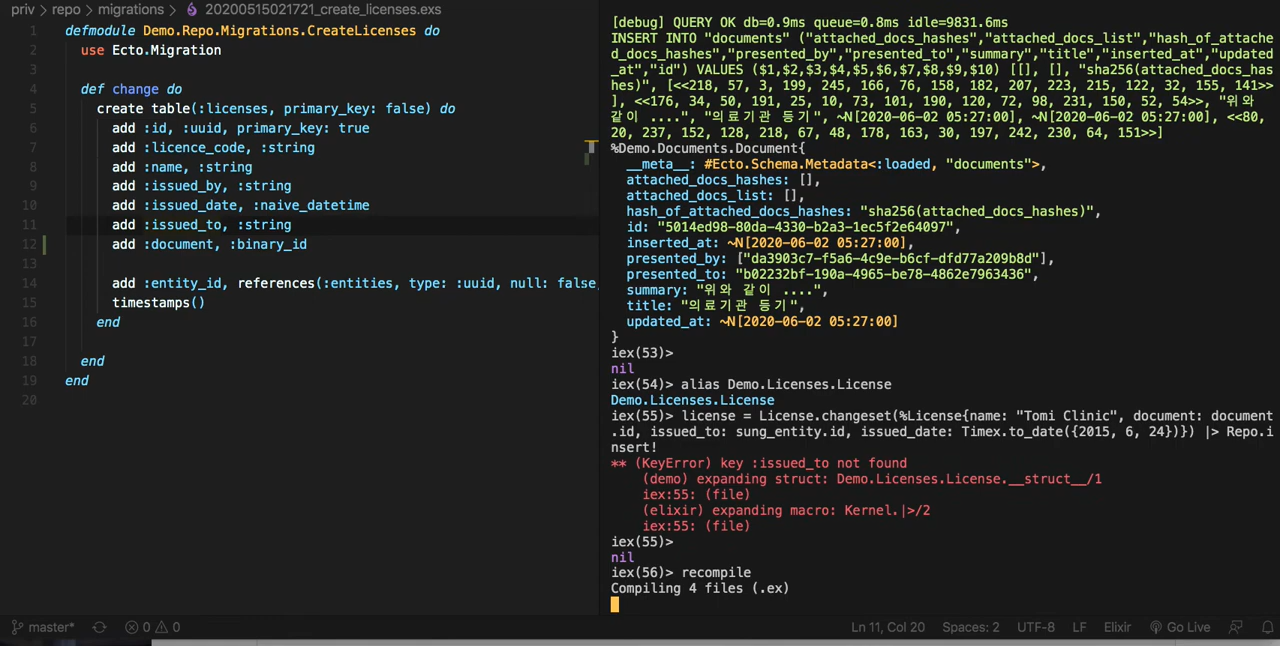 priv > repo > migrations > 20200515021721_create_licenses.exs
1 defmodule Demo.Repo.Migrations.CreateLicenses do
2 use Ecto.Migration
3
4 def change do
5 create table(:licenses, primary_key: false) do
6 add :id, :uuid, primary_key: true
7 add :licence_code, :string
8 add :name, :string
9 add :issued_by, :string
10 add :issued_date, :naive_datetime
11 add :issued_to, :string
12 add :document, :binary_id
13
14 add :entity_id, references(:entities, type: :uuid, null: false,
15 timestamps()
16 end
17
18 end
19 end
20
[debug] QUERY OK db=0.9ms queue=0.8ms idle=9831.6ms
INSERT INTO "documents" ("attached_docs_hashes","attached_docs_list","hash_of_attache
d_docs_hashes","presented_by","presented_to","summary","title","inserted_at","updated
_at","id") VALUES ($1,$2,$3,$4,$5,$6,$7,$8,$9,$10) [[], [], "sha256(attached_docs_has
hes)", [<<218, 57, 3, 199, 245, 166, 76, 158, 182, 207, 223, 215, 122, 32, 155, 141>>
], <<176, 34, 50, 191, 25, 10, 73, 101, 190, 120, 72, 98, 231, 150, 52, 54>>, "위와
같이 ....", "의료기관 등기", ~N[2020-06-02 05:27:00], ~N[2020-06-02 05:27:00], <<80,
20, 237, 152, 128, 218, 67, 48, 178, 163, 30, 197, 242, 230, 64, 151>>]
%Demo.Documents.Document{
__meta__: #Ecto.Schema.Metadata<:loaded, "documents">,
attached_docs_hashes: [],
attached_docs_list: [],
hash_of_attached_docs_hashes: "sha256(attached_docs_hashes)",
id: "5014ed98-80da-4330-b2a3-1ec5f2e64097",
inserted_at: ~N[2020-06-02 05:27:00],
presented_by: ["da3903c7-f5a6-4c9e-b6cf-dfd77a209b8d"],
presented_to: "b02232bf-190a-4965-be78-4862e7963436",
summary: "위와 같이 ....",
title: "의료기관 등기",
updated_at: ~N[2020-06-02 05:27:00]
}
iex(53)>
nil
iex(54)> alias Demo.Licenses.License
Demo.Licenses.License
iex(55)> license = License.changeset(%License{name: "Tomi Clinic", document: document
.id, issued_to: sung_entity.id, issued_date: Timex.to_date({2015, 6, 24})}) |> Repo.i
nsert!
** (KeyError) key :issued_to not found
(demo) expanding struct: Demo.Licenses.License.__struct__/1
iex:55: (file)
(elixir) expanding macro: Kernel.|>/2
iex:55: (file)
iex(55)>
nil
iex(56)> recompile
Compiling 4 files (.ex)
master* 0 0 Ln 11, Col 20 Spaces: 2 UTF-8 LF Elixir Go Live